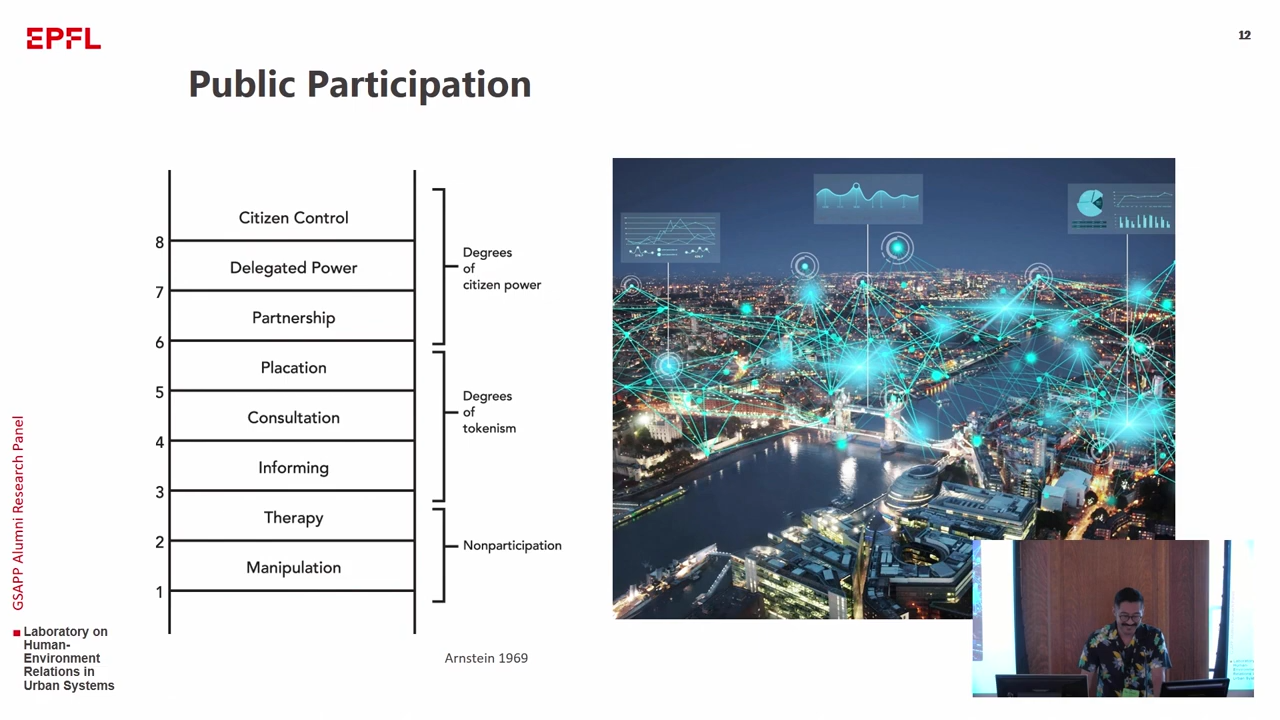 EPFL
12
Public Participation
Citizen Control
8
Delegated Power
7
Partnership
6
Placation
5
Consultation
4
Informing
3
Therapy
2
Manipulation
1
Degrees
of
citizen power
Degrees
of
tokenism
Nonparticipation
Arnstein 1969
GSAPP Alumni Research Panel
Laboratory on
Human-
Environment
Relations in
Urban Systems